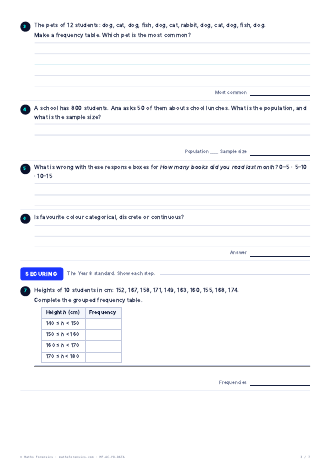 3 The pets of 12 students: dog, cat, dog, fish, dog, cat, rabbit, dog, cat, dog, fish, dog.
Make a frequency table. Which pet is the most common?
Most common
4 A school has 800 students. Ana asks 50 of them about school lunches. What is the population, and
what is the sample size?
Population ___ Sample size
5 What is wrong with these response boxes for How many books did you read last month? 0–5 · 5–10
· 10–15
6 Is favourite colour categorical, discrete or continuous?
Answer
SECURING The Year 8 standard. Show each step.
7 Heights of 10 students in cm: 152, 167, 158, 171, 149, 163, 160, 155, 168, 174.
Complete the grouped frequency table.
Height h (cm) Frequency
140 ≤ h < 150
150 ≤ h < 160
160 ≤ h < 170
170 ≤ h < 180
Frequencies